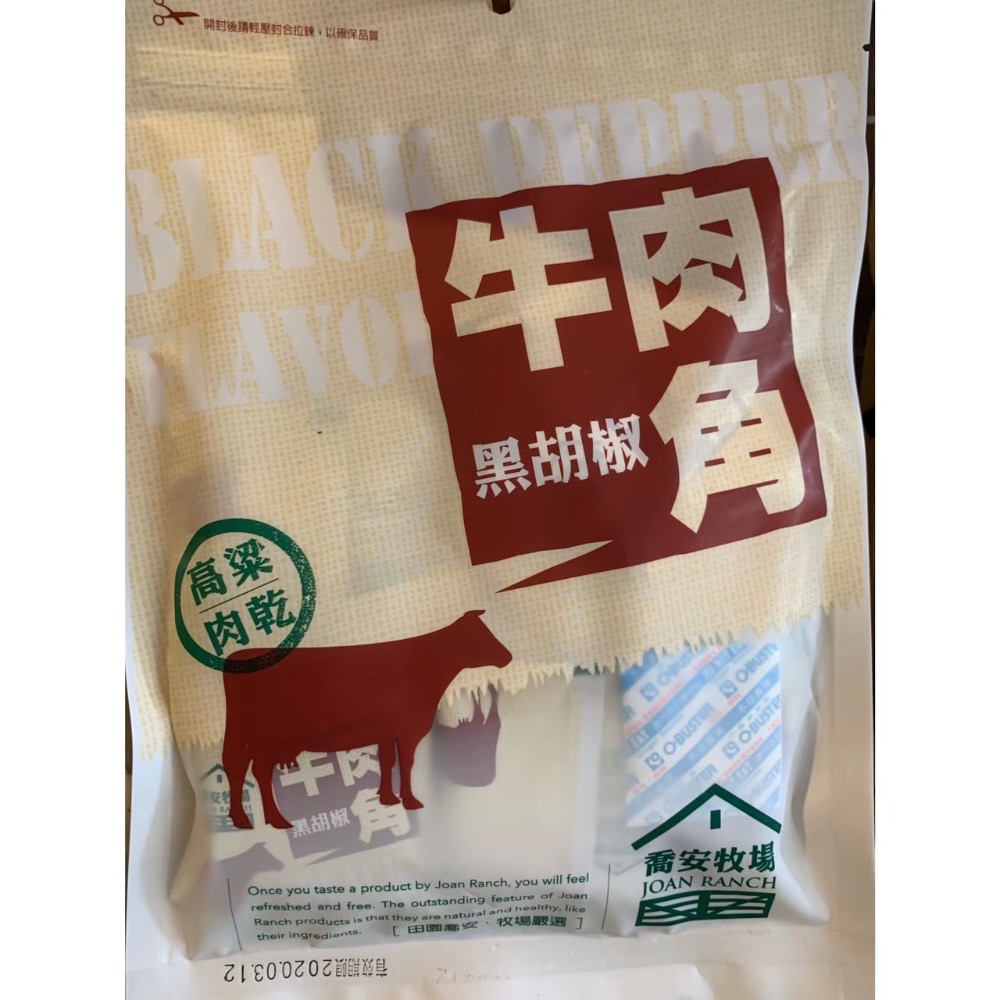 開封後請輕壓封合拉鍊，以確保品質
BLACK PEPPER
FLAVOR
牛肉
角
黑胡椒
高粱
肉乾
牛肉
角
黑胡椒
安牧場
喬安牧場
JOAN RANCH
Once you taste a product by Joan Ranch, you will feel
refreshed and free. The outstanding feature of Joan
Ranch products is that they are natural and healthy, like
their ingredients.
[ 田園喬安．牧場嚴選 ]
有效期限2020.03.12